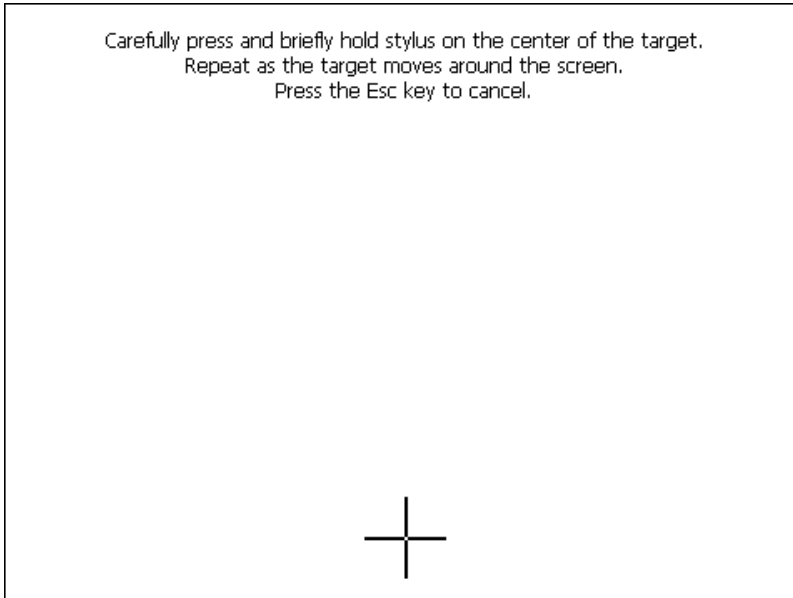 Carefully press and briefly hold stylus on the center of the target.
Repeat as the target moves around the screen.
Press the Esc key to cancel.